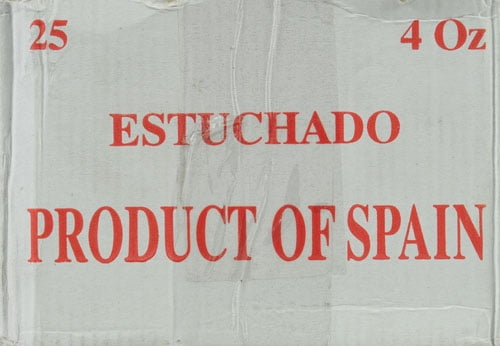 25 4 Oz
ESTUCHADO
PRODUCT OF SPAIN